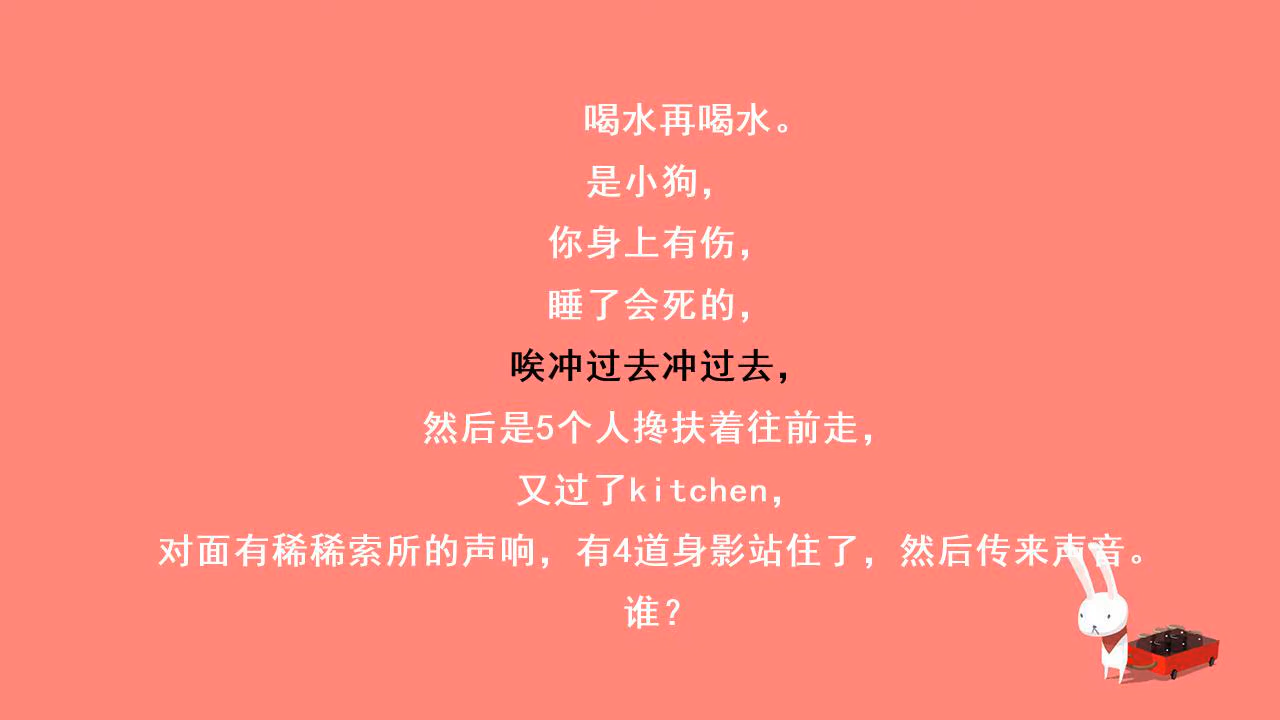 喝水再喝水。
是小狗，
你身上有伤，
睡了会死的，
唉冲过去冲过去，
然后是5个人搀扶着往前走，
又过了kitchen，
对面有稀稀索所的声响，有4道身影站住了，然后传来声音。
谁？